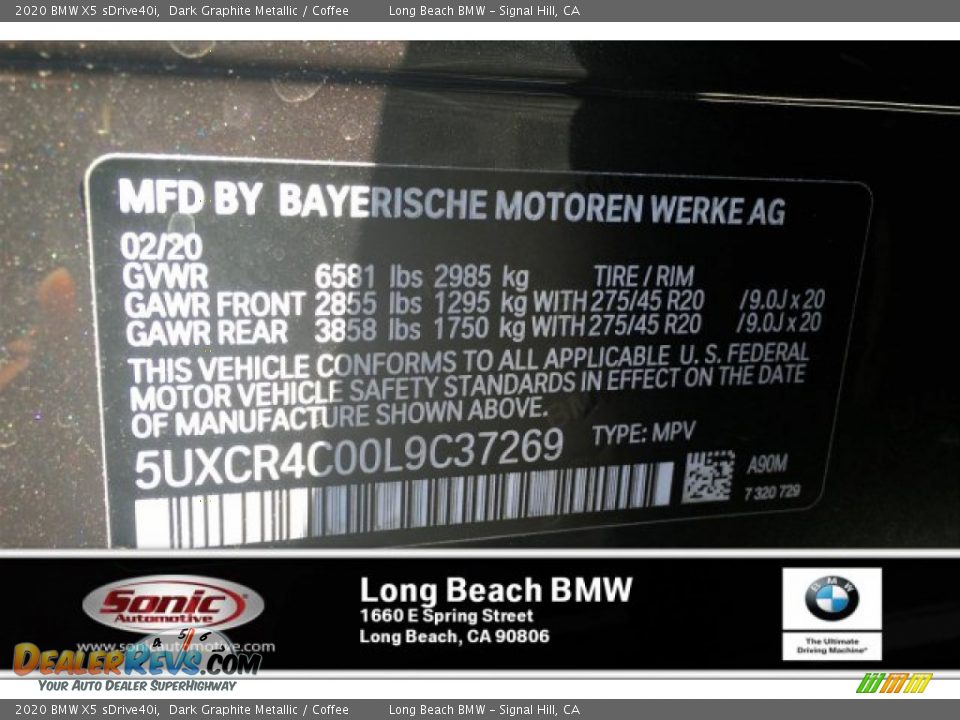 2020 BMW X5 sDrive40i, Dark Graphite Metallic / Coffee Long Beach BMW - Signal Hill, CA
MFD BY BAYERISCHE MOTOREN WERKE AG
02/20
GVWR 6581 lbs 2985 kg TIRE / RIM
GAWR FRONT 2855 lbs 1295 kg WITH 275/45 R20 /9.0J x 20
GAWR REAR 3858 lbs 1750 kg WITH 275/45 R20 /9.0J x 20
THIS VEHICLE CONFORMS TO ALL APPLICABLE U. S. FEDERAL
MOTOR VEHICLE SAFETY STANDARDS IN EFFECT ON THE DATE
OF MANUFACTURE SHOWN ABOVE.
5UXCR4C00L9C37269 TYPE: MPV
A90M
7 320 729
Sonic
Automotive
www.sonicautomotive.com
Long Beach BMW
1660 E Spring Street
Long Beach, CA 90806
BMW
The Ultimate
Driving Machine®
4 5 6
DEALERREVS.COM
YOUR AUTO DEALER SUPERHIGHWAY
2020 BMW X5 sDrive40i, Dark Graphite Metallic / Coffee Long Beach BMW - Signal Hill, CA